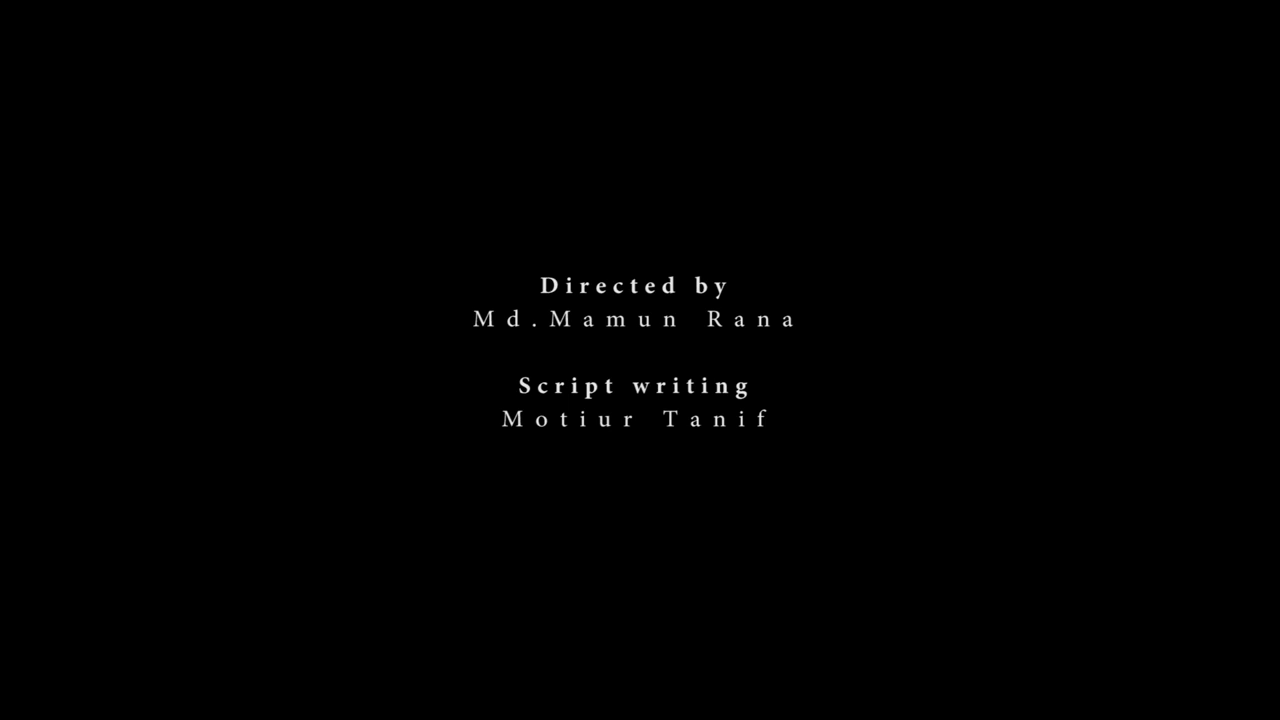 Directed by
Md.Mamun Rana
Script writing
Motiur Tanif